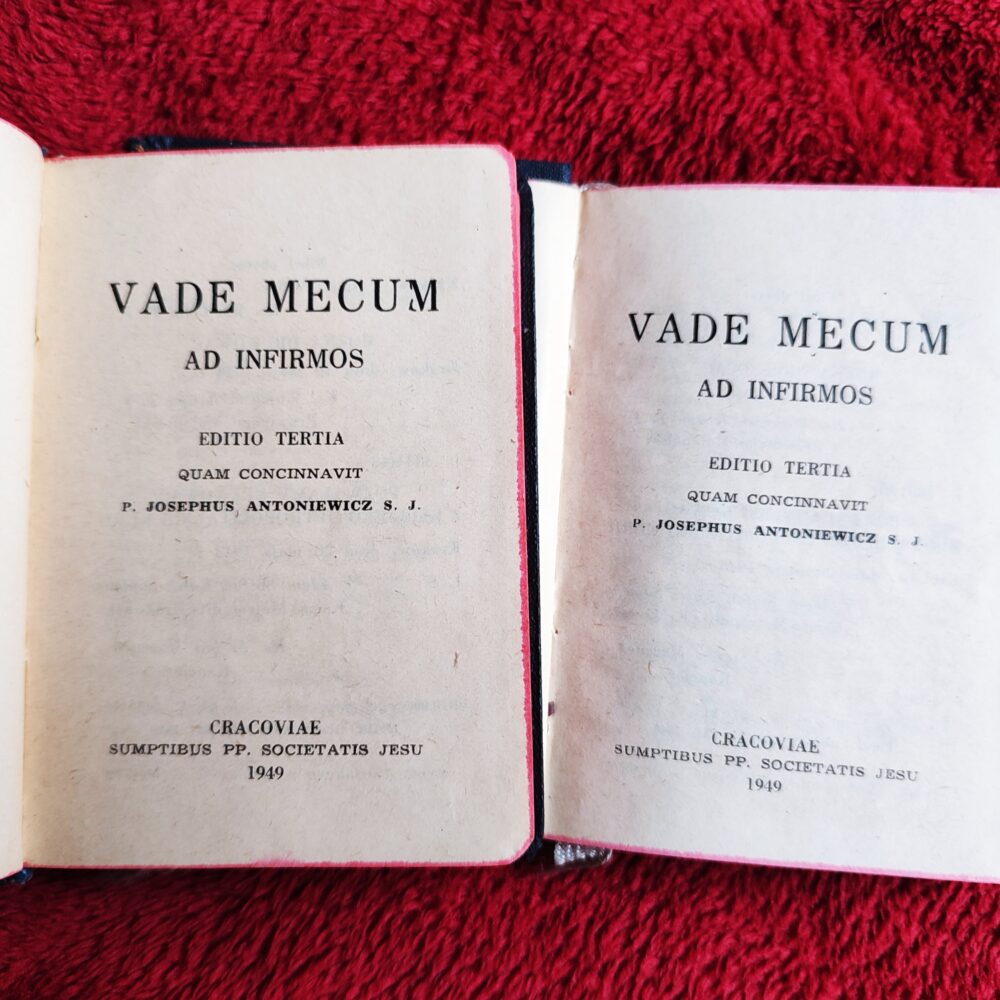 VADE MECUM
AD INFIRMOS
EDITIO TERTIA
QUAM CONCINNAVIT
P. JOSEPHUS ANTONIEWICZ S. J.
CRACOVIAE
SUMPTIBUS PP. SOCIETATIS JESU
1949
VADE MECUM
AD INFIRMOS
EDITIO TERTIA
QUAM CONCINNAVIT
P. JOSEPHUS ANTONIEWICZ S. J.
CRACOVIAE
SUMPTIBUS PP. SOCIETATIS JESU
1949